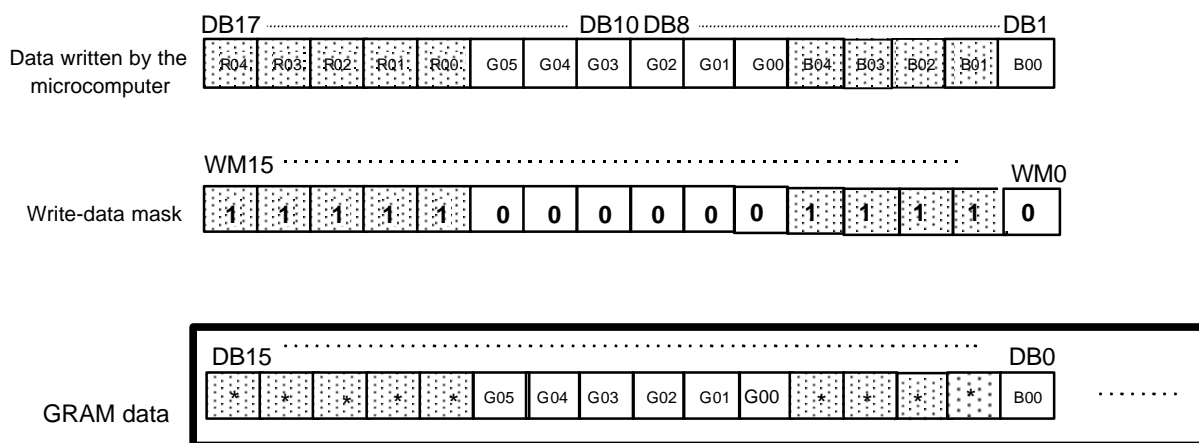 DB17 DB10 DB8 DB1
Data written by the
microcomputer
R04 R03 R02 R01 R00 G05 G04 G03 G02 G01 G00 B04 B03 B02 B01 B00
WM15 WM0
Write-data mask
1 1 1 1 1 0 0 0 0 0 0 1 1 1 1 0
DB15 DB0
GRAM data
* * * * * G05 G04 G03 G02 G01 G00 * * * * B00